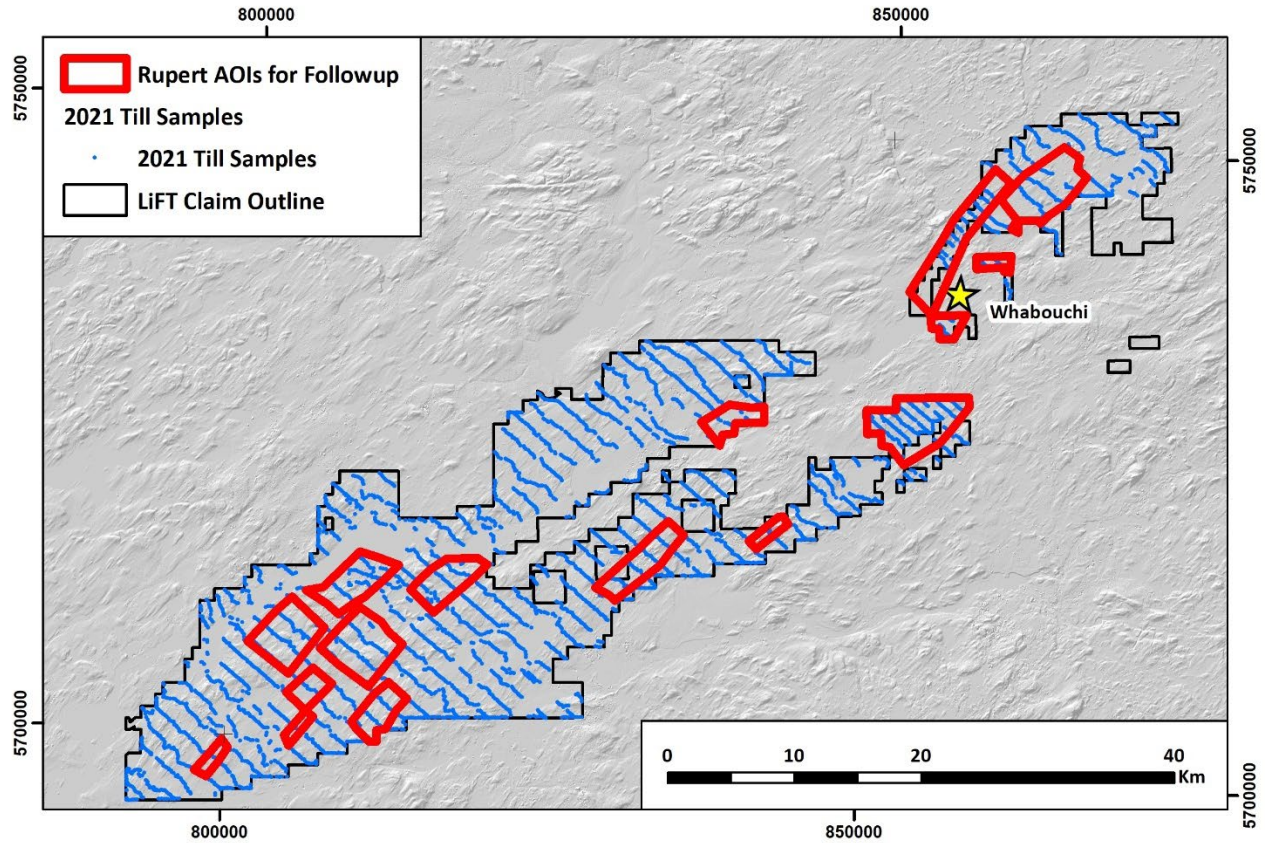 800000
850000
5750000
5750000
Rupert AOIs for Followup
2021 Till Samples
2021 Till Samples
LiFT Claim Outline
Whabouchi
5700000
5700000
0
10
20
40
Km
800000
850000